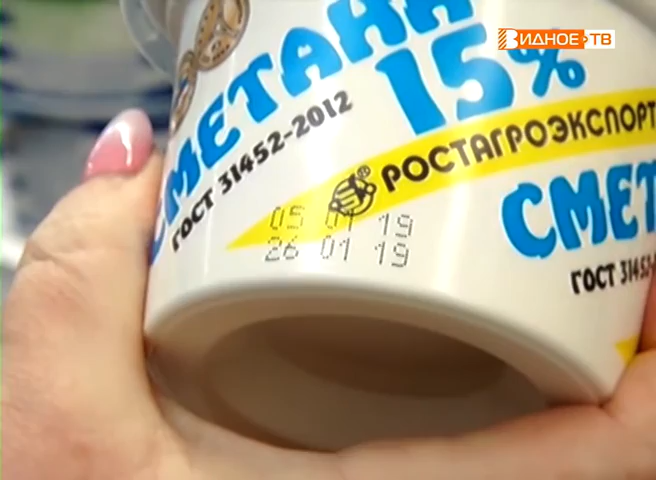 ВИДНОЕ ТВ
СМЕТАНА
15%
ГОСТ 31452-2012
РОСТАГРОЭКСПОРТ
05 01 19
26 01 19
СМЕТ
ГОСТ 31452-